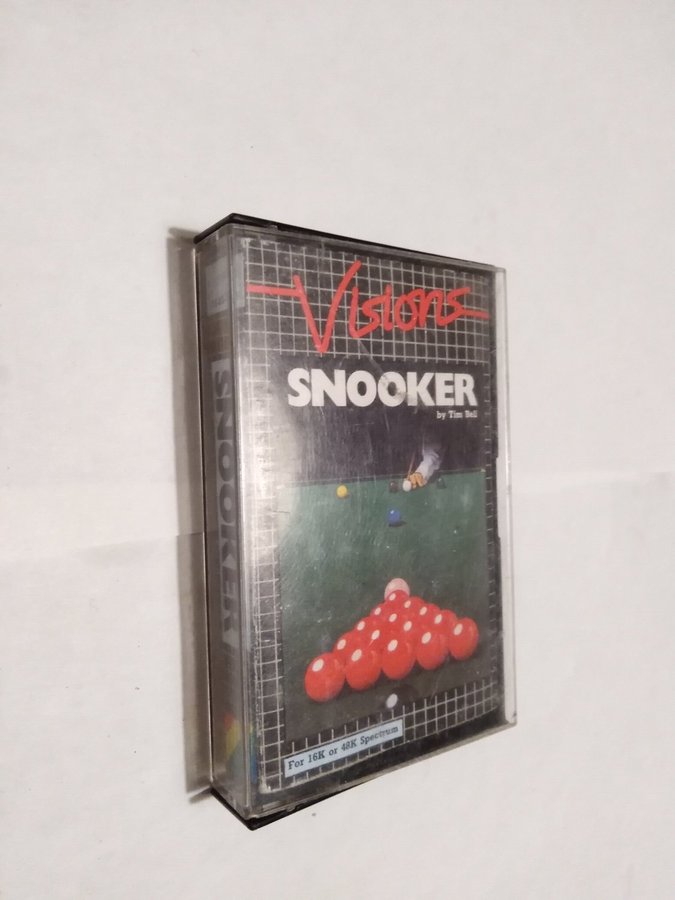 Visions
SNOOKER
by Tim Bell
For 16K or 48K Spectrum
SNOOKER